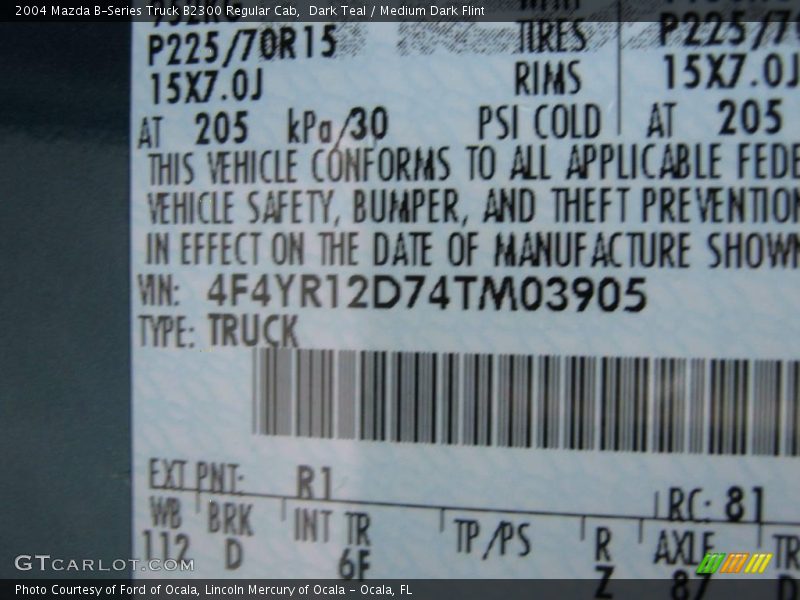 2004 Mazda B-Series Truck B2300 Regular Cab,  Dark Teal / Medium Dark Flint
P225/70R15 TIRES P225/70
15X7.0J RIMS 15X7.0J
AT 205 kPa/30 PSI COLD AT 205
THIS VEHICLE CONFORMS TO ALL APPLICABLE FEDE
VEHICLE SAFETY, BUMPER, AND THEFT PREVENTION
IN EFFECT ON THE DATE OF MANUFACTURE SHOWN
VIN: 4F4YR12D74TM03905
TYPE: TRUCK
EXT PNT: R1 RC: 81
WB BRK INT TR TP/PS R AXLE TR
112 D 6F Z 87 D
GTCARLOT.COM
Photo Courtesy of Ford of Ocala, Lincoln Mercury of Ocala - Ocala, FL